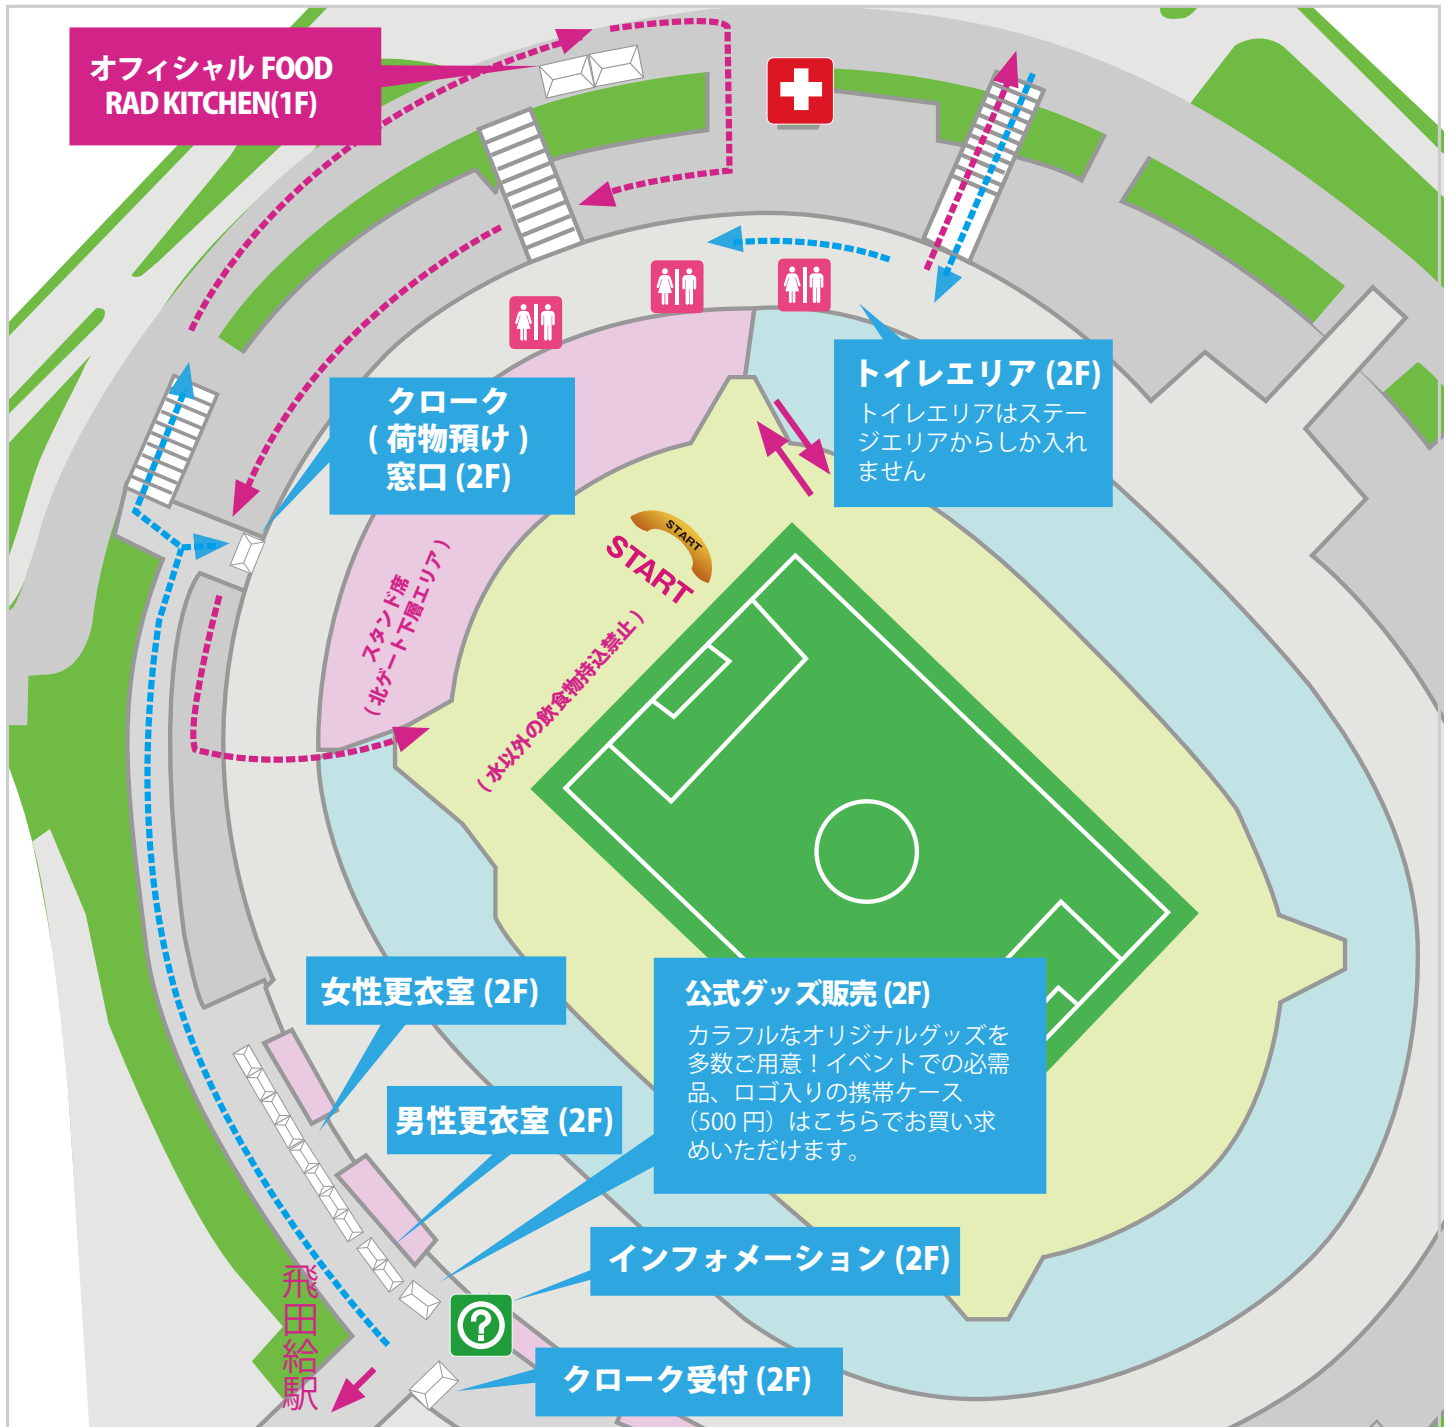 オフィシャル FOOD
RAD KITCHEN(1F)
クローク
( 荷物預け )
窓口 (2F)
トイレエリア (2F)
トイレエリアはステー
ジエリアからしか入れ
ません
START
START
スタンド席
( 北ゲート下層エリア )
( 水以外の飲食物持込禁止 )
女性更衣室 (2F)
公式グッズ販売 (2F)
カラフルなオリジナルグッズを
多数ご用意！イベントでの必需
品、ロゴ入りの携帯ケース
（500 円）はこちらでお買い求
めいただけます。
男性更衣室 (2F)
インフォメーション (2F)
?
飛田給駅
クローク受付 (2F)